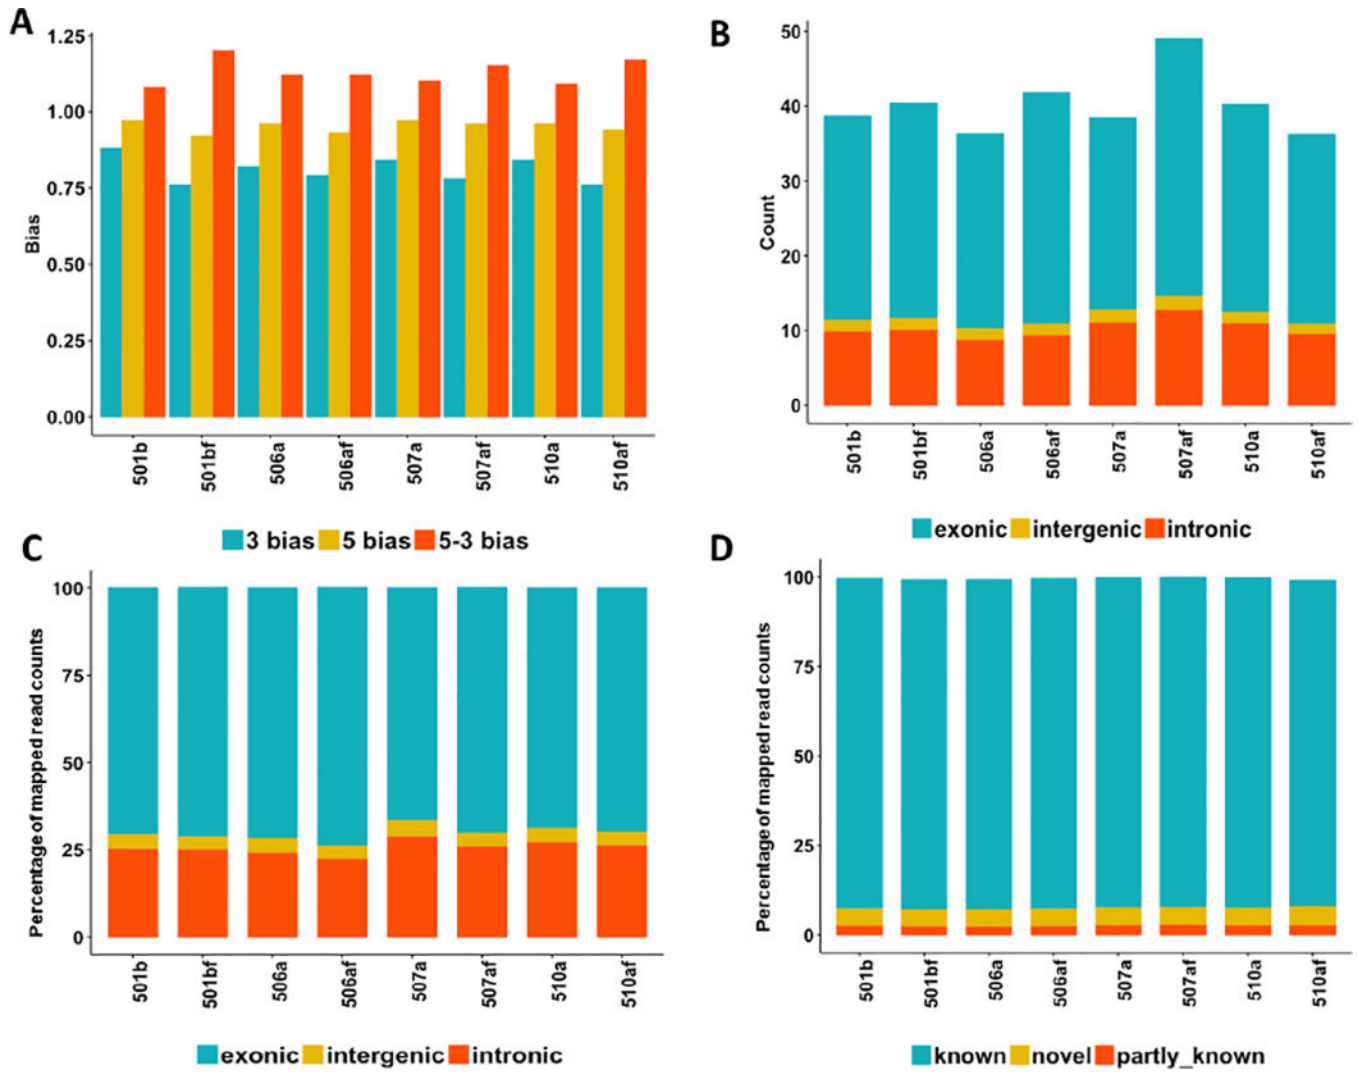 A
Bias
1.25
1.00
0.75
0.50
0.25
0.00
501b
501bf
506a
506af
507a
507af
510a
510af
3 bias 5 bias 5-3 bias
B
Count
50
40
30
20
10
0
501b
501bf
506a
506af
507a
507af
510a
510af
exonic intergenic intronic
C
Percentage of mapped read counts
100
75
50
25
0
501b
501bf
506a
506af
507a
507af
510a
510af
exonic intergenic intronic
D
Percentage of mapped read counts
100
75
50
25
0
501b
501bf
506a
506af
507a
507af
510a
510af
known novel partly_known